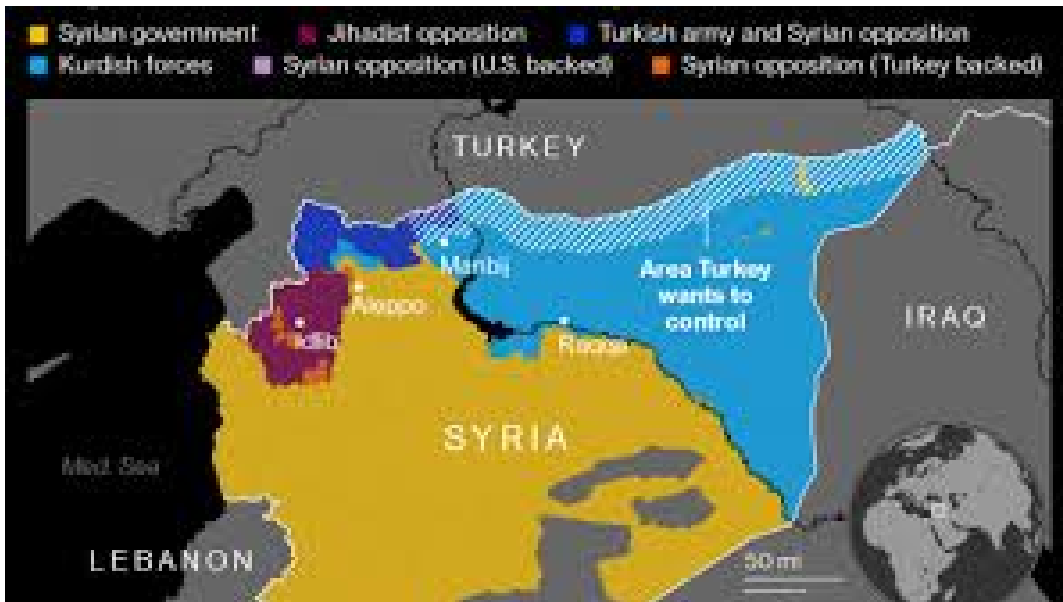 Syrian government Jihadist opposition Turkish army and Syrian opposition
Kurdish forces Syrian opposition (U.S. backed) Syrian opposition (Turkey backed)
TURKEY
Manbij
Area Turkey
wants to
control
Aleppo
IRAQ
Idlib
Raqqa
SYRIA
Med. Sea
LEBANON
50 mi